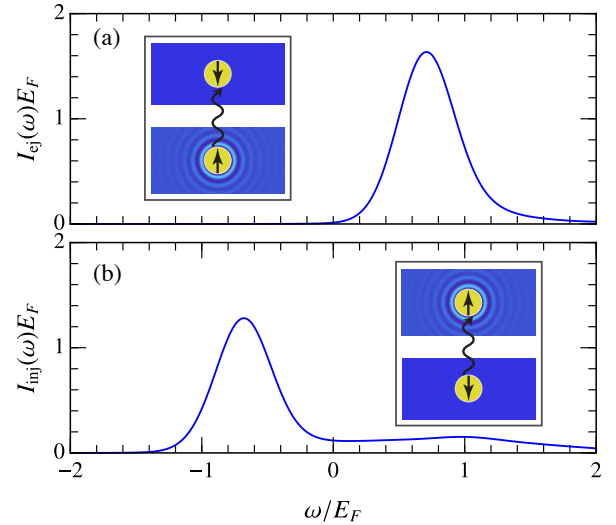 2
(a)
I_ej(ω)E_F
1
0
2
(b)
I_inj(ω)E_F
1
0
−2 −1 0 1 2
ω/E_F